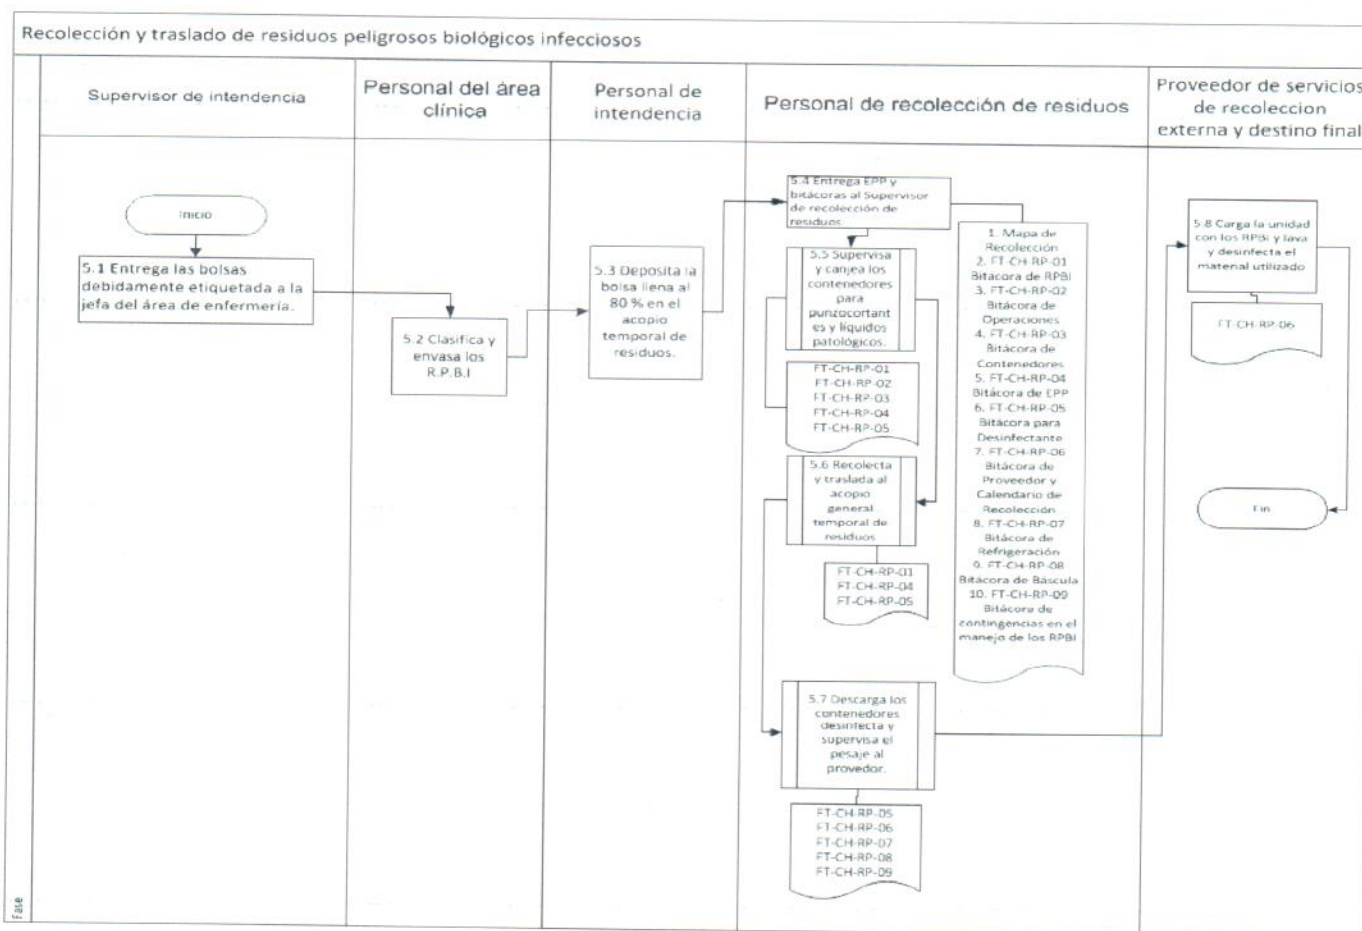 Recolección y traslado de residuos peligrosos biológicos infecciosos
Supervisor de intendencia
Personal del área
clínica
Personal de
intendencia
Personal de recolección de residuos
Proveedor de servicios
de recoleccion
externa y destino final
Inicio
5.1 Entrega las bolsas
debidamente etiquetada a la
jefa del área de enfermería.
5.2 Clasifica y
envasa los
R.P.B.I
5.3 Deposita la
bolsa llena al
80 % en el
acopio
temporal de
residuos.
5.4 Entrega EPP y
bitácoras al Supervisor
de recolección de
residuos.
5.5 Supervisa
y canjea los
contenedores
para
punzocortant
es y líquidos
patológicos.
FT-CH-RP-01
FT-CH-RP-02
FT-CH-RP-03
FT-CH-RP-04
FT-CH-RP-05
5.6 Recolecta
y traslada al
acopio
general
temporal de
residuos
FT-CH-RP-01
FT-CH-RP-04
FT-CH-RP-05
5.7 Descarga los
contenedores
desinfecta y
supervisa el
pesaje al
provedor.
FT-CH-RP-05
FT-CH-RP-06
FT-CH-RP-07
FT-CH-RP-08
FT-CH-RP-09
1. Mapa de
Recolección
2. FT-CH-RP-01
Bitácora de RPBI
3. FT-CH-RP-02
Bitácora de
Operaciones
4. FT-CH-RP-03
Bitácora de
Contenedores
5. FT-CH-RP-04
Bitácora de EPP
6. FT-CH-RP-05
Bitácora para
Desinfectante
7. FT-CH-RP-06
Bitácora de
Proveedor y
Calendario de
Recolección
8. FT-CH-RP-07
Bitácora de
Refrigeración
9. FT-CH-RP-08
Bitácora de Báscula
10. FT-CH-RP-09
Bitácora de
contingencias en el
manejo de los RPBI
5.8 Carga la unidad
con los RPBI y lava
y desinfecta el
material utilizado
FT-CH-RP-06
Fin
Fase